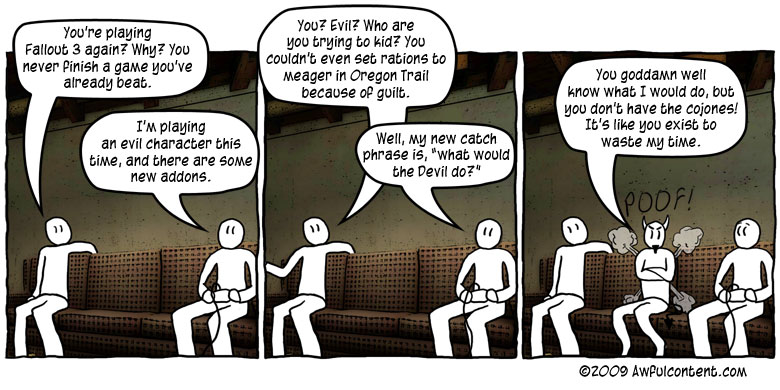 You're playing
Fallout 3 again? Why? You
never finish a game you've
already beat.
I'm playing
an evil character this
time, and there are some
new addons.
You? Evil? Who are
you trying to kid? You
couldn't even set rations to
meager in Oregon Trail
because of guilt.
Well, my new catch
phrase is, "what would
the Devil do?"
You goddamn well
know what I would do, but
you don't have the cojones!
It's like you exist to
waste my time.
POOF!
©2009 Awfulcontent.com